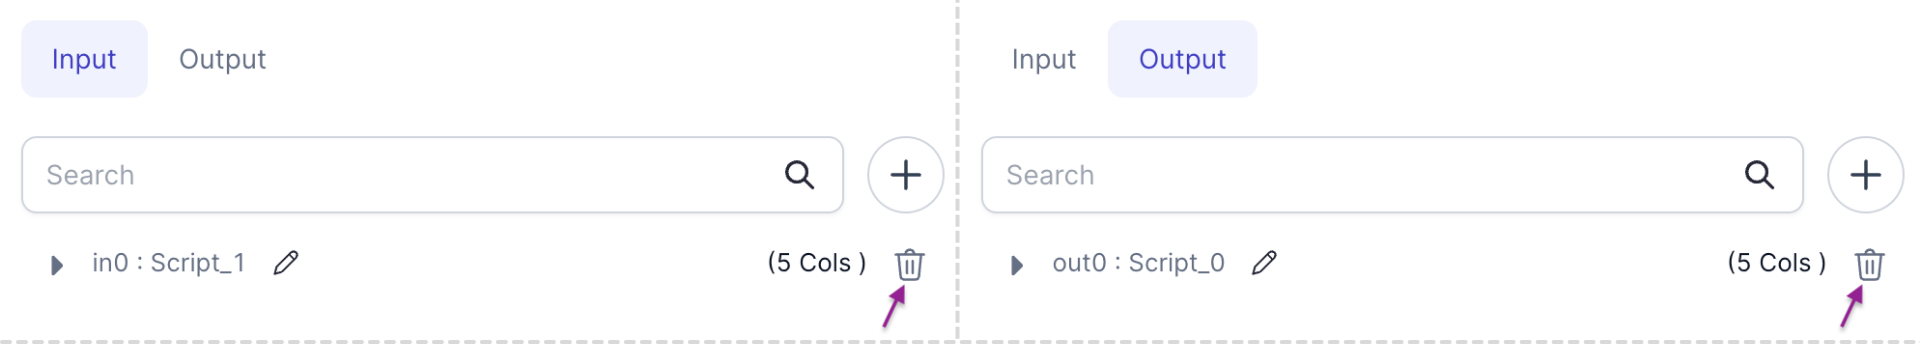 Input Output
Search
in0 : Script_1 (5 Cols )
Input Output
Search
out0 : Script_0 (5 Cols )